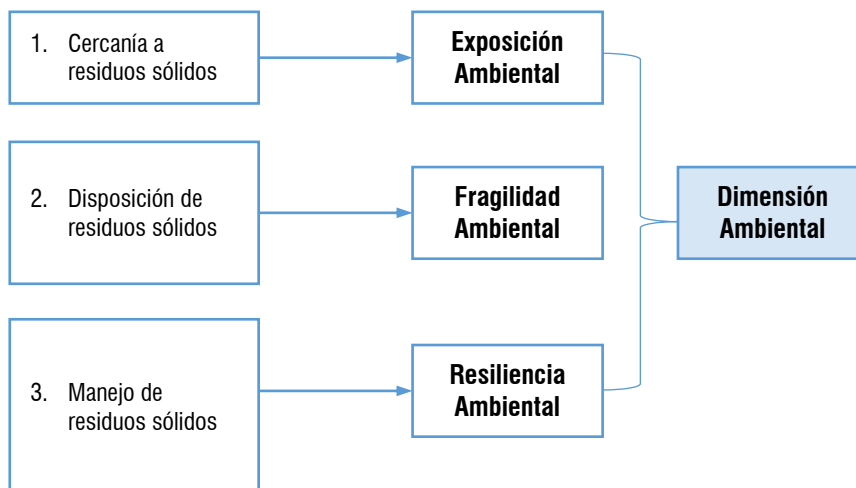 1. Cercanía a
residuos sólidos
Exposición
Ambiental
2. Disposición de
residuos sólidos
Fragilidad
Ambiental
Dimensión
Ambiental
3. Manejo de
residuos sólidos
Resiliencia
Ambiental